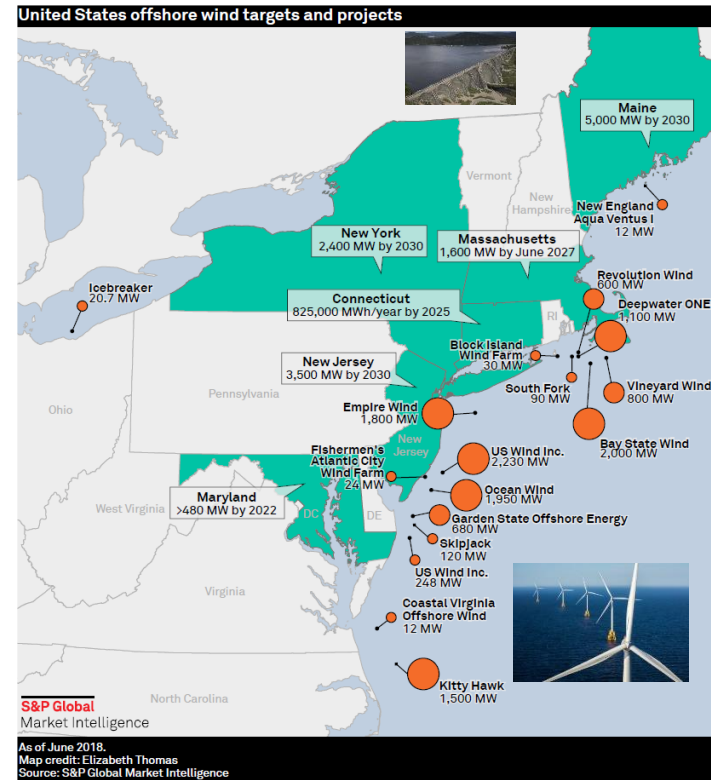 United States offshore wind targets and projects
Maine
5,000 MW by 2030
Vermont
New
Hampshire
New England
Aqua Ventus I
12 MW
New York
2,400 MW by 2030
Massachusetts
1,600 MW by June 2027
Revolution Wind
600 MW
Icebreaker
20.7 MW
Connecticut
825,000 MWh/year by 2025
Deepwater ONE
1,100 MW
RI
Block Island
Wind Farm
30 MW
New Jersey
3,500 MW by 2030
South Fork
90 MW
Vineyard Wind
800 MW
Pennsylvania
Ohio
Empire Wind
1,800 MW
Bay State Wind
2,000 MW
New
Jersey
Fishermen's
Atlantic City
Wind Farm
24 MW
US Wind Inc.
2,230 MW
Ocean Wind
1,950 MW
Maryland
>480 MW by 2022
West Virginia
DC
DE
Garden State Offshore Energy
680 MW
Skipjack
120 MW
US Wind Inc.
248 MW
Virginia
Coastal Virginia
Offshore Wind
12 MW
Kitty Hawk
1,500 MW
North Carolina
S&P Global
Market Intelligence
As of June 2018.
Map credit: Elizabeth Thomas
Source: S&P Global Market Intelligence